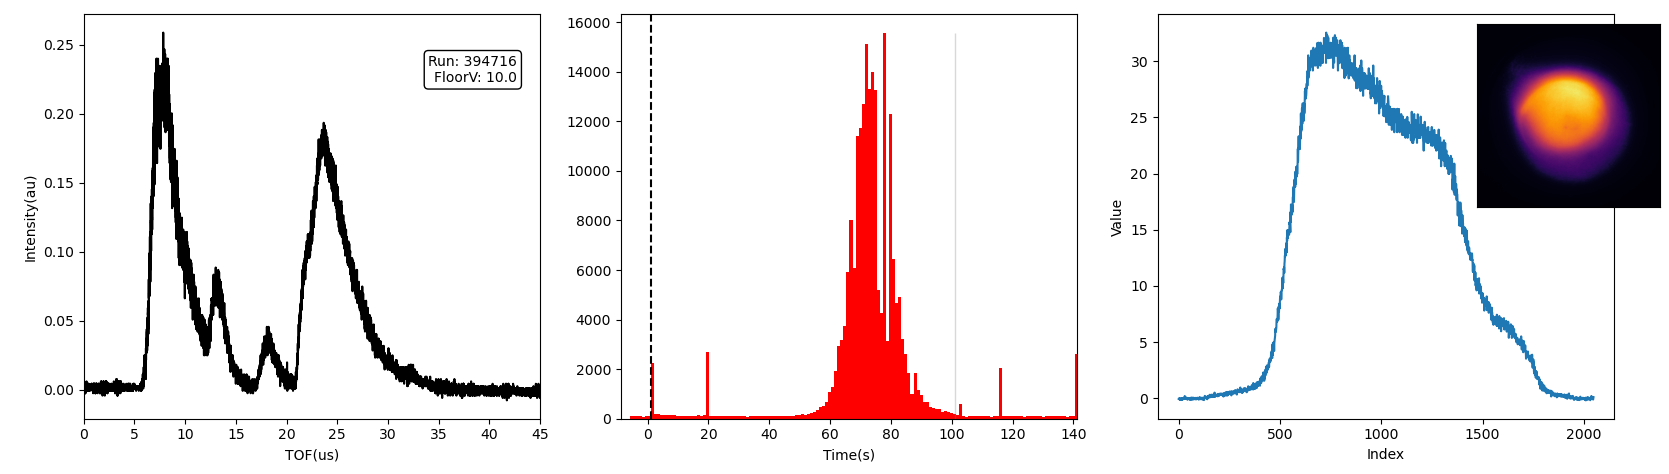 0.25
0.20
0.15
0.10
0.05
0.00
Intensity(au)
0 5 10 15 20 25 30 35 40 45
TOF(us)
Run: 394716
FloorV: 10.0
16000
14000
12000
10000
8000
6000
4000
2000
0
0 20 40 60 80 100 120 140
Time(s)
30
25
20
15
10
5
0
Value
0 500 1000 1500 2000
Index